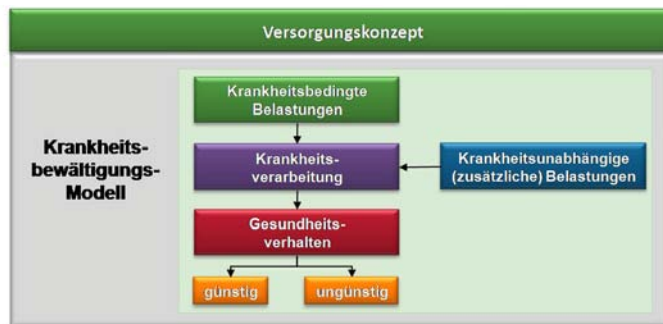 Versorgungskonzept
Krankheits-
bewältigungs-
Modell
Krankheitsbedingte
Belastungen
Krankheits-
verarbeitung
Krankheitsunabhängige
(zusätzliche) Belastungen
Gesundheits-
verhalten
günstig
ungünstig